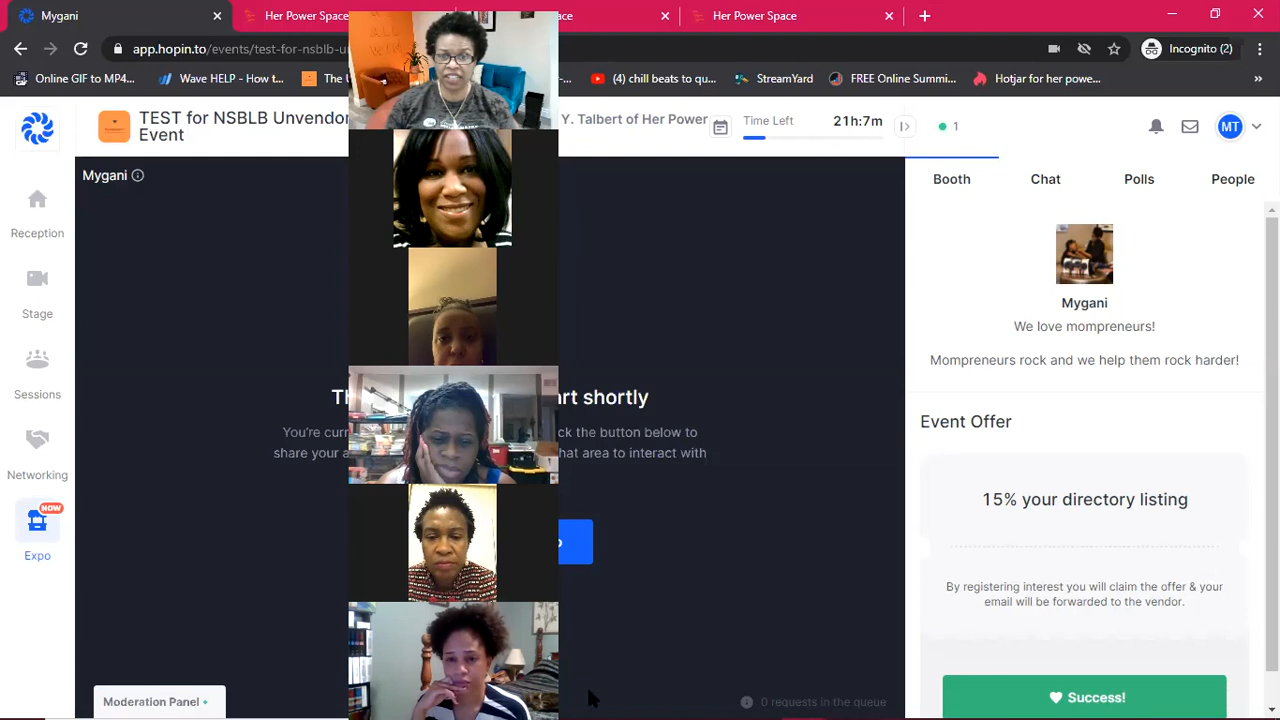 Mygani
Her Power Space
ce
Her Power Space
app.hopin.to/events/test-for-nsblb-u
Incognito (2)
Online GIF to MP4...
Wave HELP - How t...
The U
(4) chill beats to qu...
StreamYard
FREE Online Summi...
Hotjar for her powe...
»
TEST for NSBLB Unvendor
Event
Y. Talbert of Her Power
Time Left
21h:7m
1
MT
Mygani
Booth
Chat
Polls
People
Reception
Stage
Sessions
Networking
NOW
Expo
ALL
WIN
Th
rt shortly
You're curr
ck the button below to
share your a
hat area to interact with
Mygani
We love mompreneurs!
Mompreneurs rock and we help them rock harder!
Event Offer
15% your directory listing
By registering interest you will claim the offer & your
email will be forwarded to the vendor.
Success!
Moderation Panel
0 requests in the queue